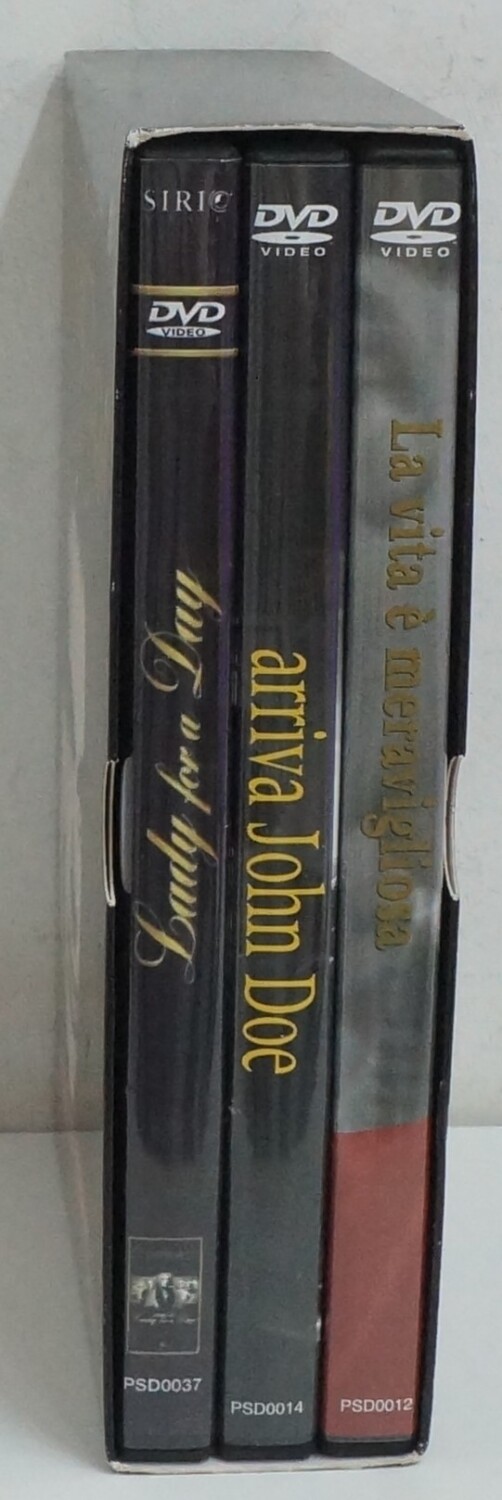 SIRIO
DVD
VIDEO
Lady for a Day
PSD0037
DVD
VIDEO
arriva John Doe
PSD0014
DVD
VIDEO
La vita è meravigliosa
PSD0012